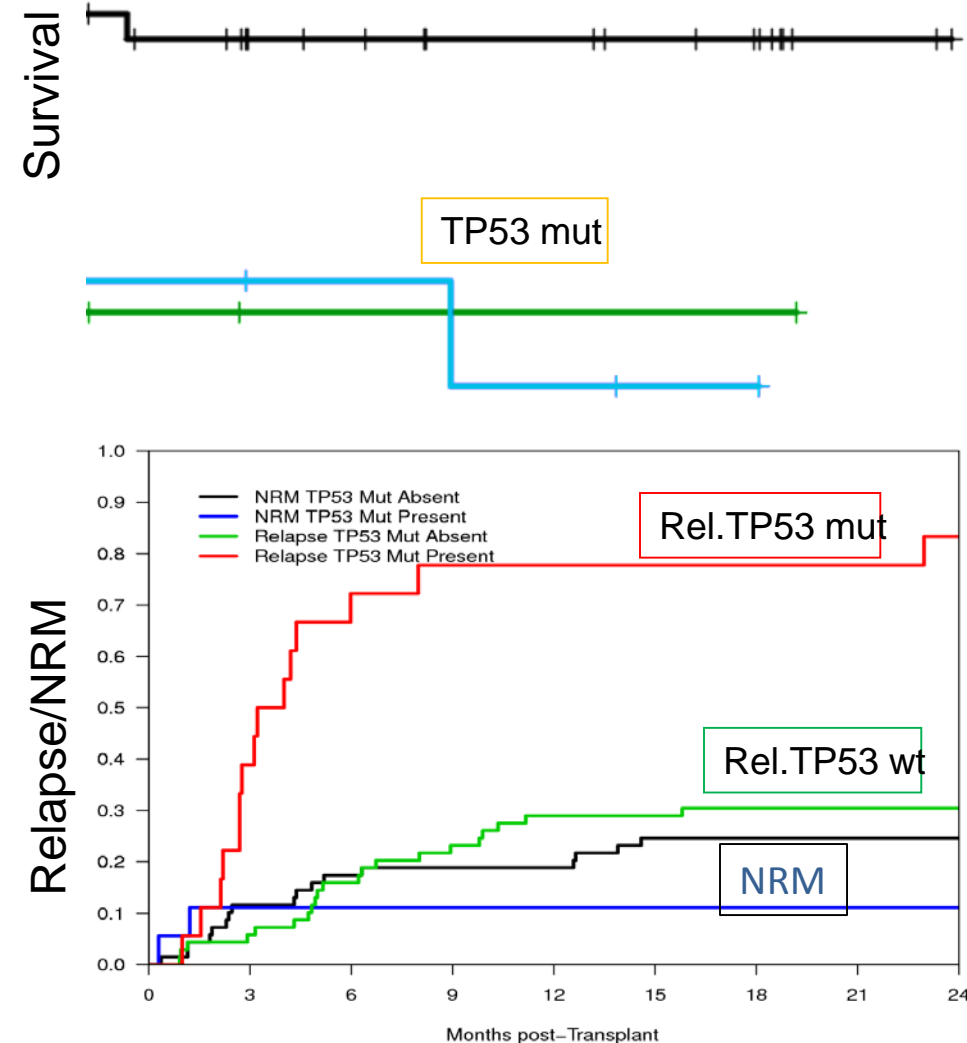 Survival
TP53 mut
1.0
0.9
0.8
0.7
0.6
0.5
0.4
0.3
0.2
0.1
0.0
Relapse/NRM
NRM TP53 Mut Absent
NRM TP53 Mut Present
Relapse TP53 Mut Absent
Relapse TP53 Mut Present
Rel.TP53 mut
Rel.TP53 wt
NRM
0 3 6 9 12 15 18 21 24
Months post-Transplant